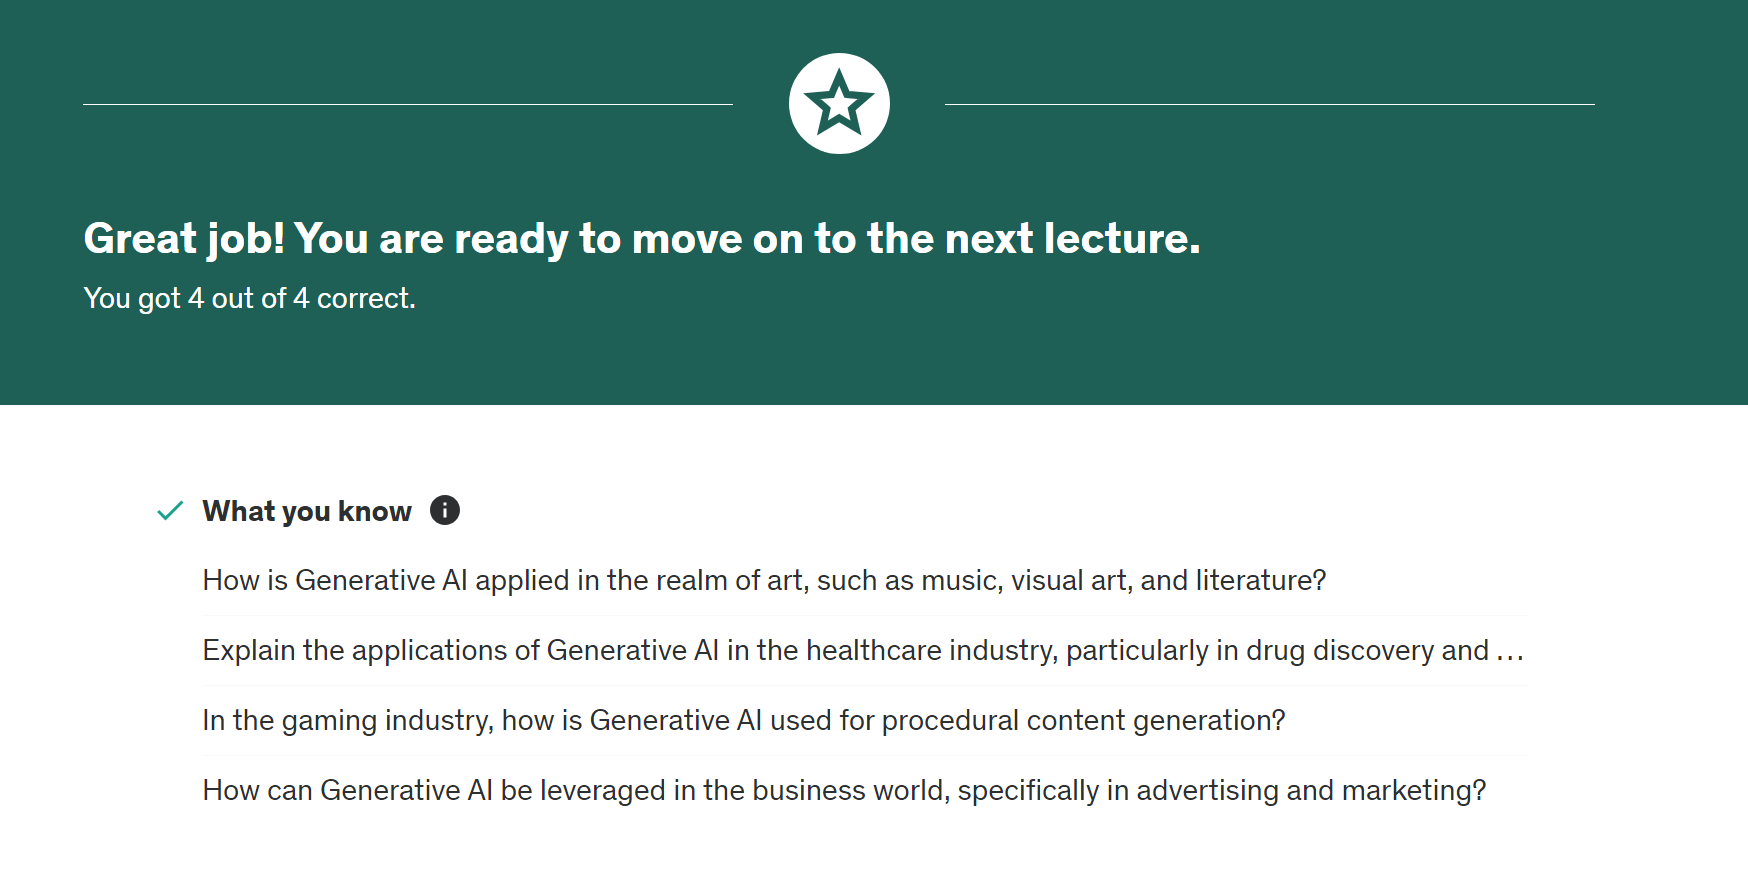 Great job! You are ready to move on to the next lecture.
You got 4 out of 4 correct.
What you know i
How is Generative AI applied in the realm of art, such as music, visual art, and literature?
Explain the applications of Generative AI in the healthcare industry, particularly in drug discovery and ...
In the gaming industry, how is Generative AI used for procedural content generation?
How can Generative AI be leveraged in the business world, specifically in advertising and marketing?